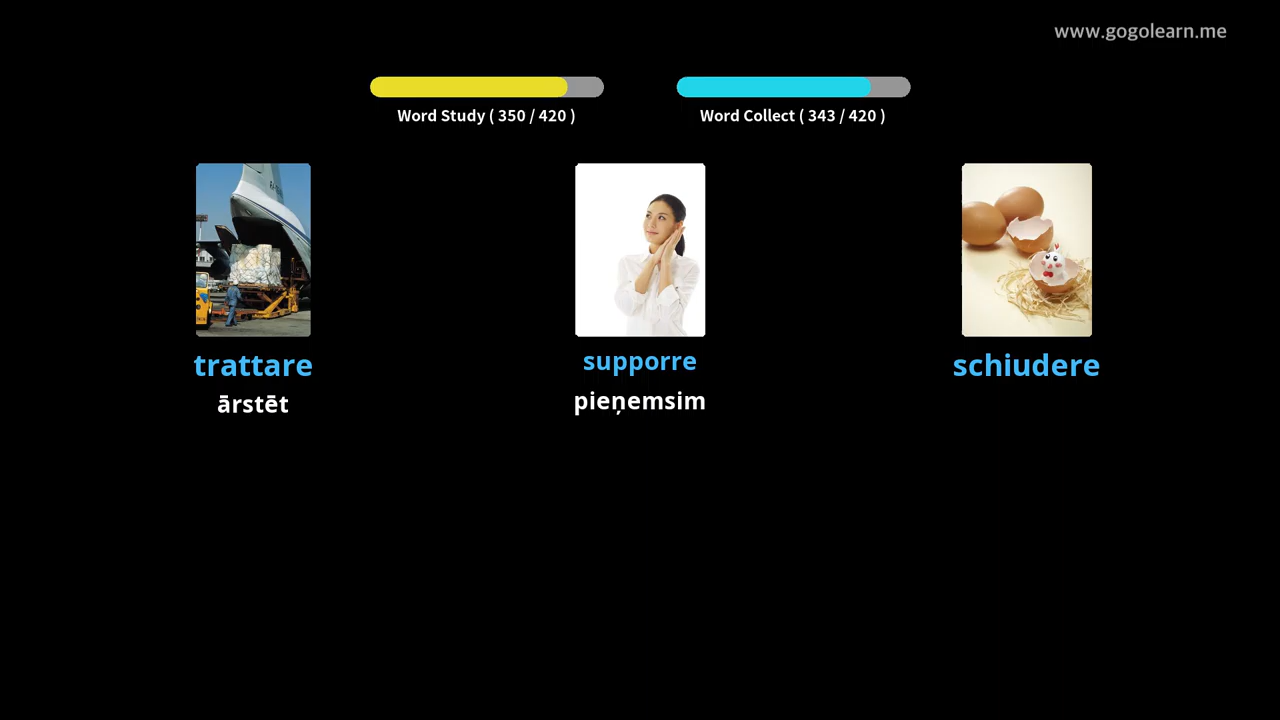 www.gogolearn.me
Word Study ( 350 / 420 )
Word Collect ( 343 / 420 )
trattare
ārstēt
supporre
pieņemsim
schiudere